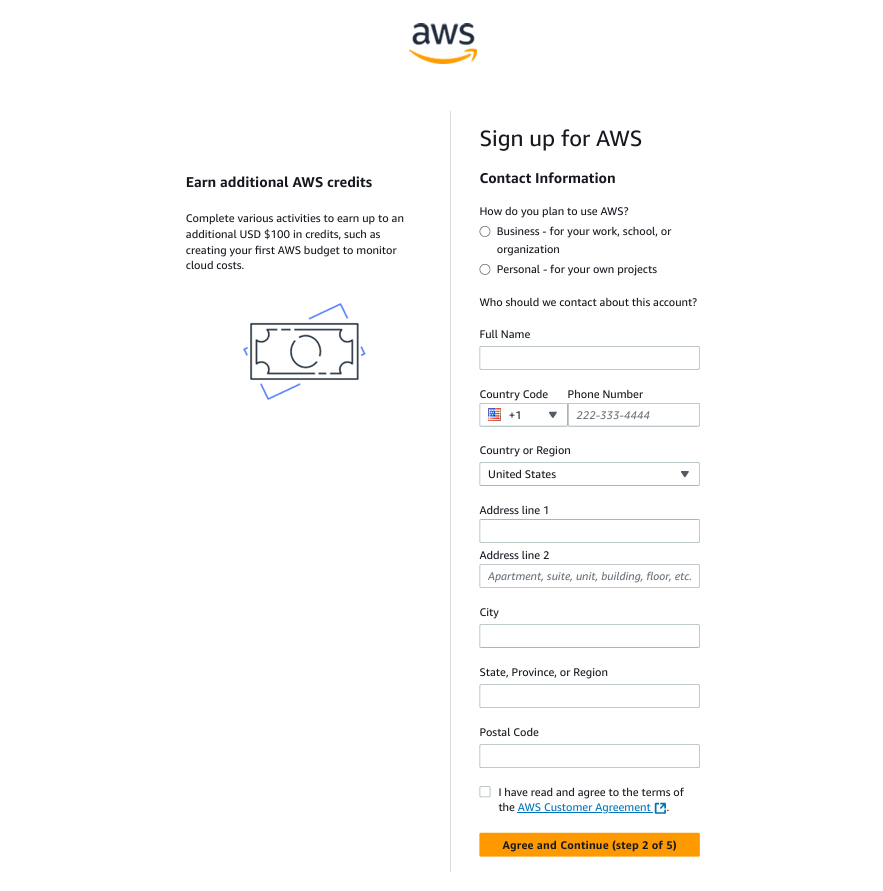 aws
Earn additional AWS credits
Complete various activities to earn up to an
additional USD $100 in credits, such as
creating your first AWS budget to monitor
cloud costs.
Sign up for AWS
Contact Information
How do you plan to use AWS?
Business - for your work, school, or
organization
Personal - for your own projects
Who should we contact about this account?
Full Name
Country Code Phone Number
+1 222-333-4444
Country or Region
United States
Address line 1
Address line 2
Apartment, suite, unit, building, floor, etc.
City
State, Province, or Region
Postal Code
I have read and agree to the terms of
the AWS Customer Agreement.
Agree and Continue (step 2 of 5)